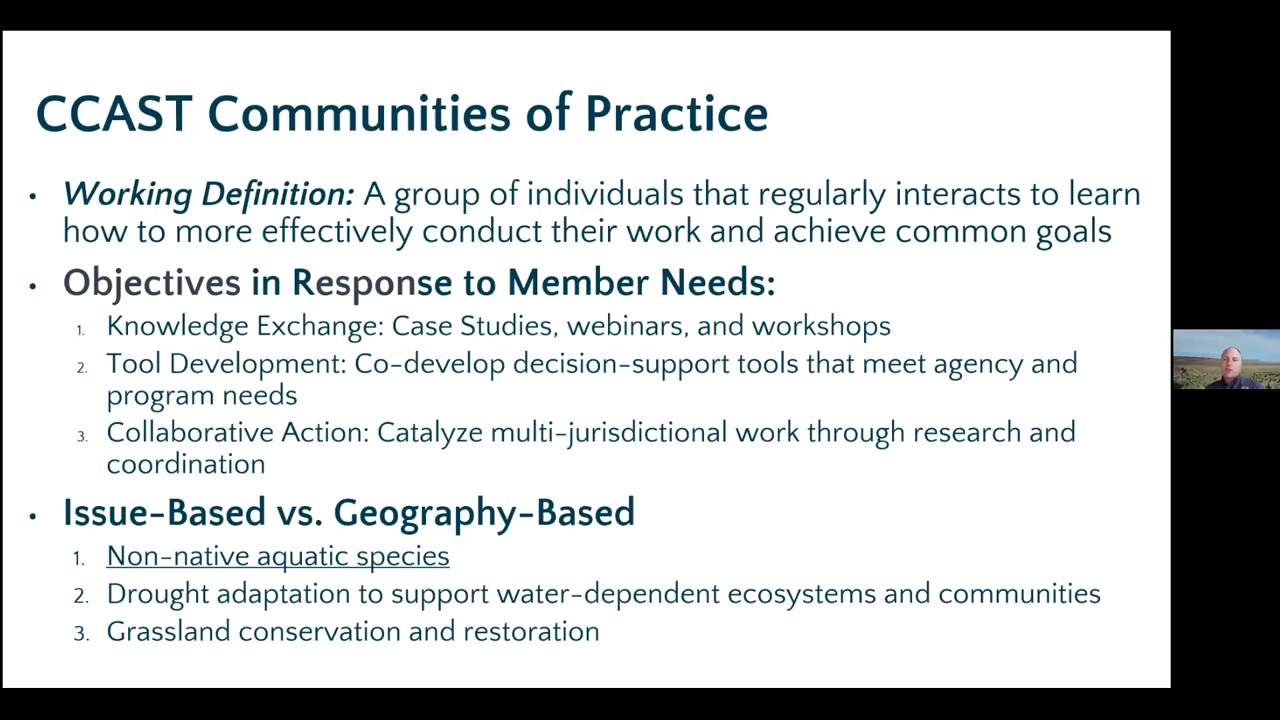 CCAST Communities of Practice
• Working Definition: A group of individuals that regularly interacts to learn
how to more effectively conduct their work and achieve common goals
• Objectives in Response to Member Needs:
1. Knowledge Exchange: Case Studies, webinars, and workshops
2. Tool Development: Co-develop decision-support tools that meet agency and
program needs
3. Collaborative Action: Catalyze multi-jurisdictional work through research and
coordination
• Issue-Based vs. Geography-Based
1. Non-native aquatic species
2. Drought adaptation to support water-dependent ecosystems and communities
3. Grassland conservation and restoration